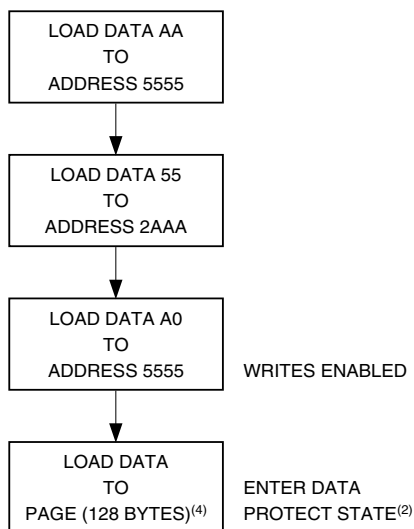 LOAD DATA AA
TO
ADDRESS 5555
LOAD DATA 55
TO
ADDRESS 2AAA
LOAD DATA A0
TO
ADDRESS 5555
WRITES ENABLED
LOAD DATA
TO
PAGE (128 BYTES)(4)
ENTER DATA
PROTECT STATE(2)